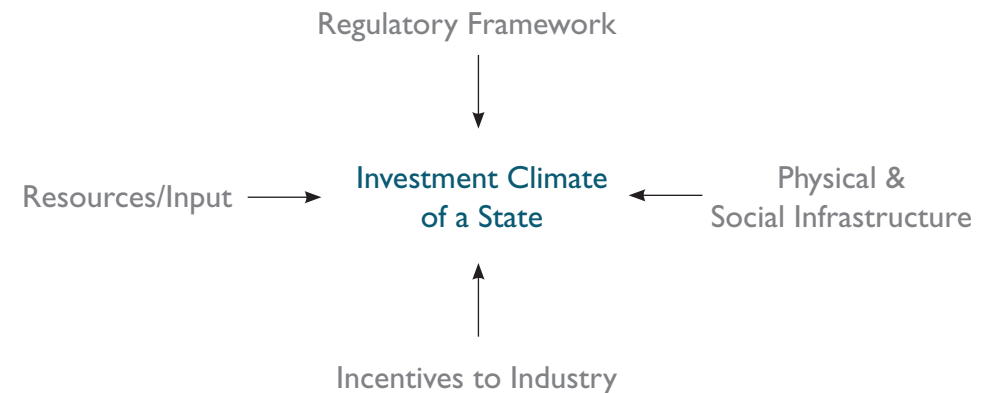 Regulatory Framework
Resources/Input
Investment Climate
of a State
Physical &
Social Infrastructure
Incentives to Industry